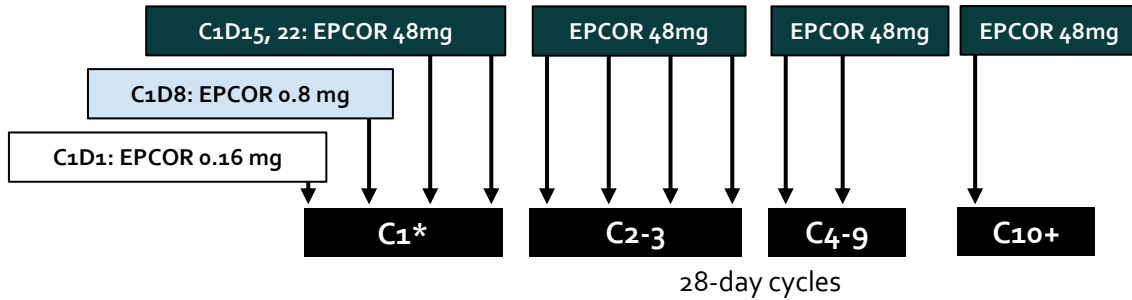 C1D15, 22: EPCOR 48mg
EPCOR 48mg
EPCOR 48mg
EPCOR 48mg
C1D8: EPCOR 0.8 mg
C1D1: EPCOR 0.16 mg
C1*
C2-3
C4-9
C10+
28-day cycles